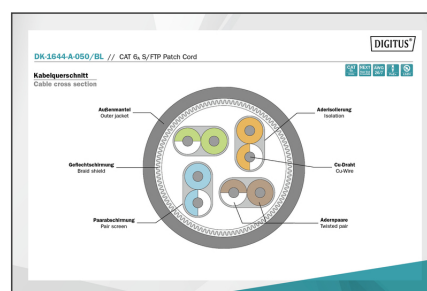 DIGITUS®
DK-1644-A-050/BL // CAT 6A S/FTP Patch Cord
Kabelquerschnitt
Cable cross section
Außenmantel
Outer jacket
Aderisolierung
Isolation
Geflechtschirmung
Braid shield
Cu-Draht
Cu-Wire
Paarabschirmung
Pair screen
Adernpaare
Twisted pair